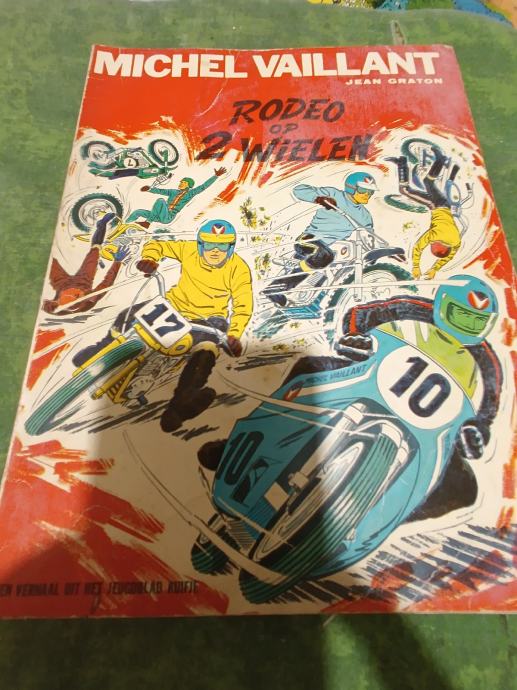 MICHEL VAILLANT
JEAN GRATON
RODEO
OP
2 WIELEN
17
MICHEL VAILLANT
10
10
EEN VERHAAL UIT HET JEUGDBLAD KUIFJE